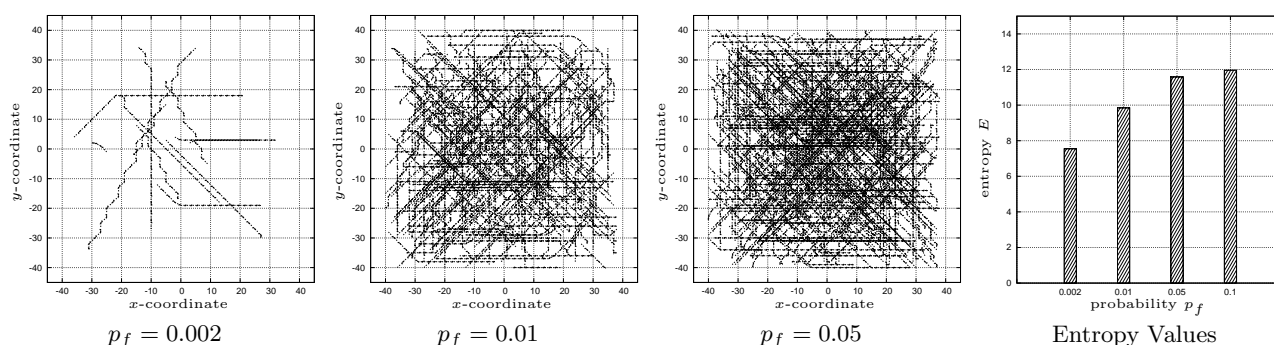 40
30
20
10
0
-10
-20
-30
-40
y-coordinate
-40 -30 -20 -10 0 10 20 30 40
x-coordinate
p_f = 0.002
40
30
20
10
0
-10
-20
-30
-40
y-coordinate
-40 -30 -20 -10 0 10 20 30 40
x-coordinate
p_f = 0.01
40
30
20
10
0
-10
-20
-30
-40
y-coordinate
-40 -30 -20 -10 0 10 20 30 40
x-coordinate
p_f = 0.05
14
12
10
8
6
4
2
0
entropy E
0.002 0.01 0.05 0.1
probability p_f
Entropy Values